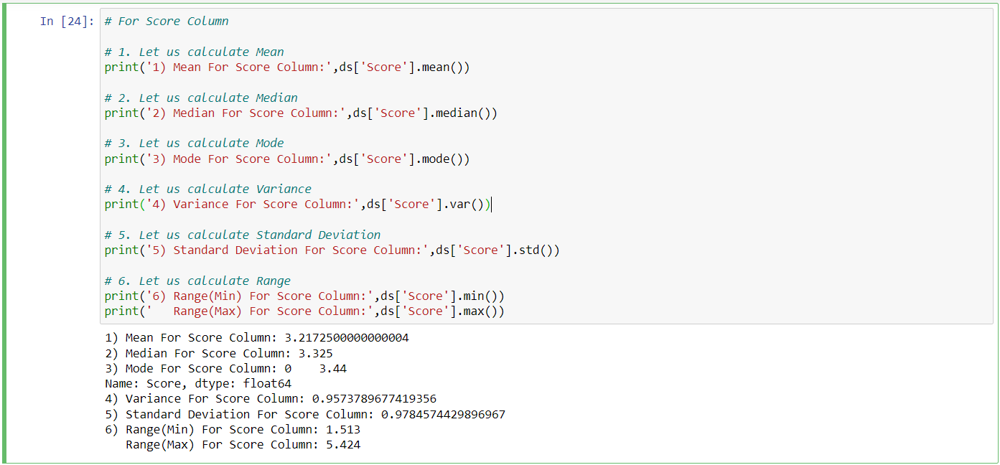 In [24]: # For Score Column
# 1. Let us calculate Mean
print('1) Mean For Score Column:',ds['Score'].mean())
# 2. Let us calculate Median
print('2) Median For Score Column:',ds['Score'].median())
# 3. Let us calculate Mode
print('3) Mode For Score Column:',ds['Score'].mode())
# 4. Let us calculate Variance
print('4) Variance For Score Column:',ds['Score'].var())
# 5. Let us calculate Standard Deviation
print('5) Standard Deviation For Score Column:',ds['Score'].std())
# 6. Let us calculate Range
print('6) Range(Min) For Score Column:',ds['Score'].min())
print('   Range(Max) For Score Column:',ds['Score'].max())
1) Mean For Score Column: 3.2172500000000004
2) Median For Score Column: 3.325
3) Mode For Score Column: 0    3.44
Name: Score, dtype: float64
4) Variance For Score Column: 0.9573789677419356
5) Standard Deviation For Score Column: 0.9784574429896967
6) Range(Min) For Score Column: 1.513
   Range(Max) For Score Column: 5.424